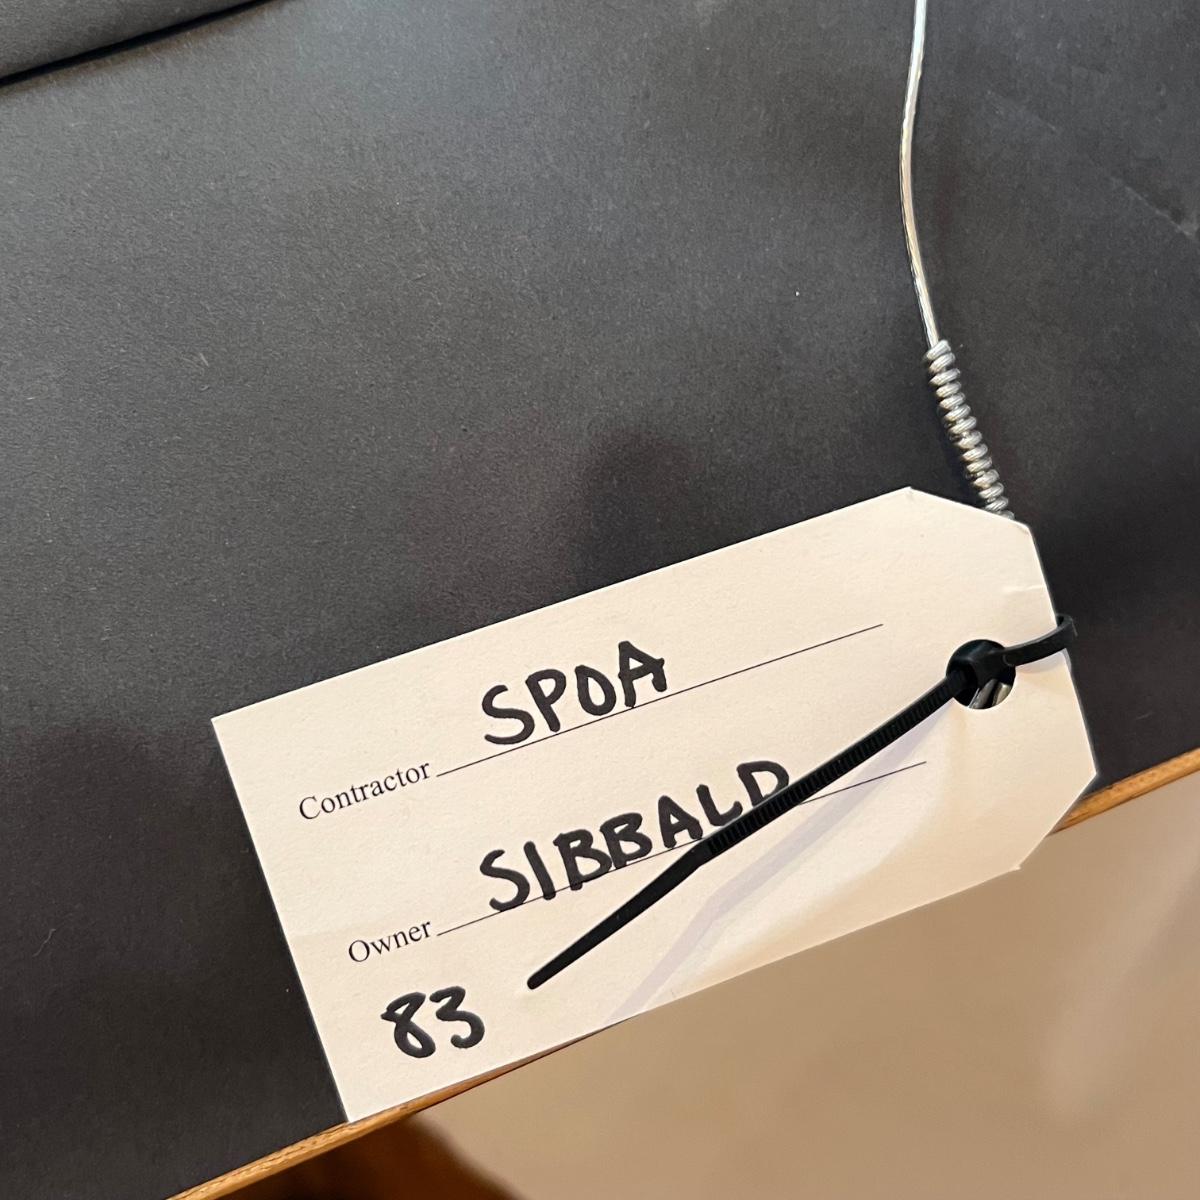 Contractor SPOA
Owner SIBBALD
83